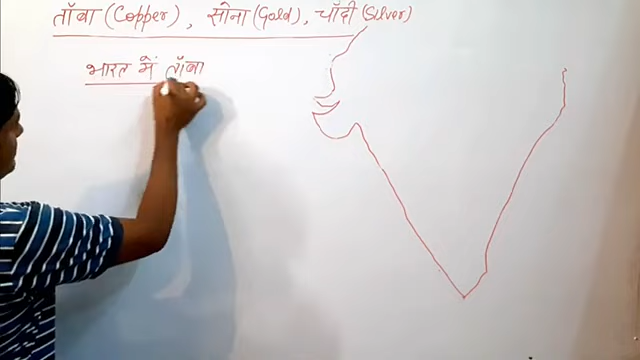 ताँबा (Copper), सोना (Gold), चाँदी (Silver)
भारत में ताँबा